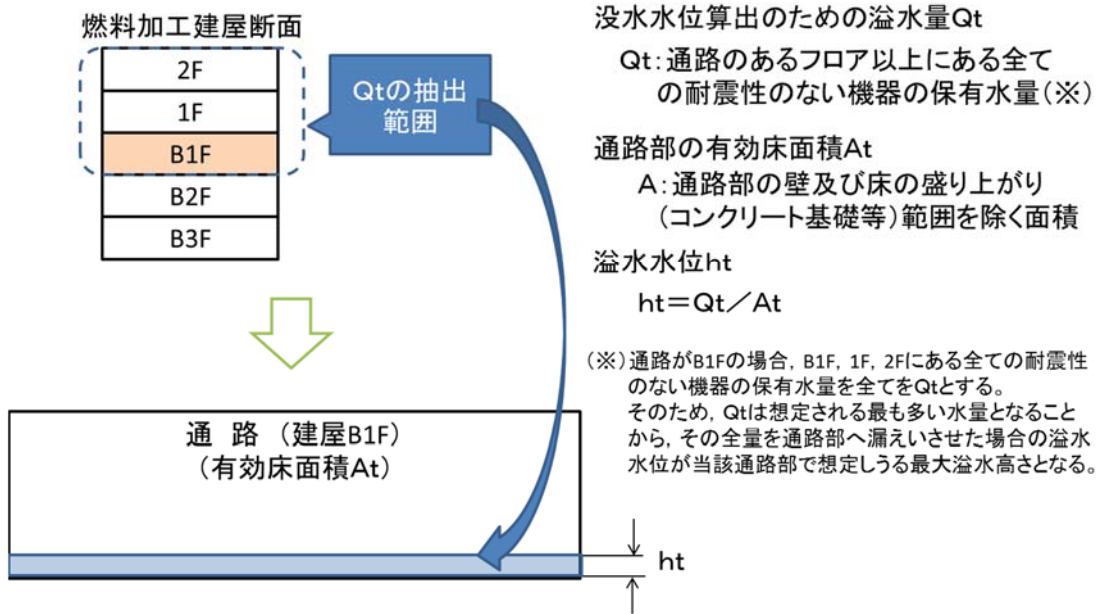 燃料加工建屋断面
2F
1F
B1F
B2F
B3F
Qtの抽出
範囲
没水水位算出のための溢水量Qt
Qt:通路のあるフロア以上にある全て
の耐震性のない機器の保有水量(※)
通路部の有効床面積At
A:通路部の壁及び床の盛り上がり
(コンクリート基礎等)範囲を除く面積
溢水水位ht
ht=Qt/At
(※)通路がB1Fの場合, B1F, 1F, 2Fにある全ての耐震性
のない機器の保有水量を全てをQtとする。
そのため, Qtは想定される最も多い水量となること
から, その全量を通路部へ漏えいさせた場合の溢水
水位が当該通路部で想定しうる最大溢水高さとなる。
通 路 (建屋B1F)
(有効床面積At)
ht